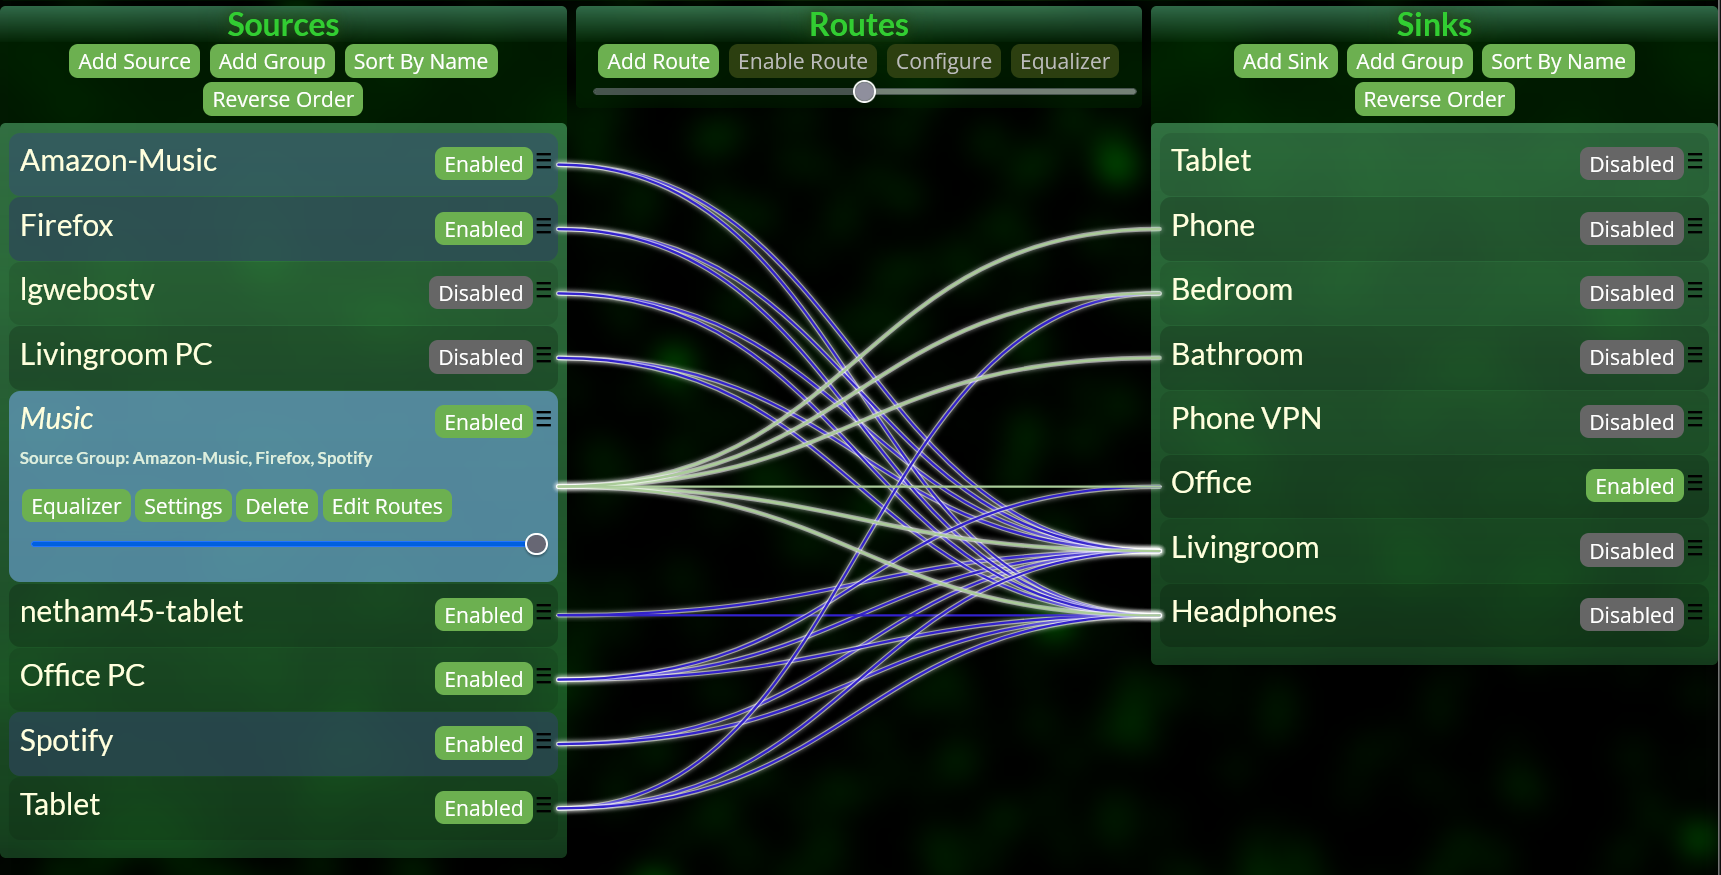 Sources
Add Source Add Group Sort By Name
Reverse Order
Amazon-Music Enabled
Firefox Enabled
lgwebostv Disabled
Livingroom PC Disabled
Music Enabled
Source Group: Amazon-Music, Firefox, Spotify
Equalizer Settings Delete Edit Routes
netham45-tablet Enabled
Office PC Enabled
Spotify Enabled
Tablet Enabled
Routes
Add Route Enable Route Configure Equalizer
Sinks
Add Sink Add Group Sort By Name
Reverse Order
Tablet Disabled
Phone Disabled
Bedroom Disabled
Bathroom Disabled
Phone VPN Disabled
Office Enabled
Livingroom Disabled
Headphones Disabled